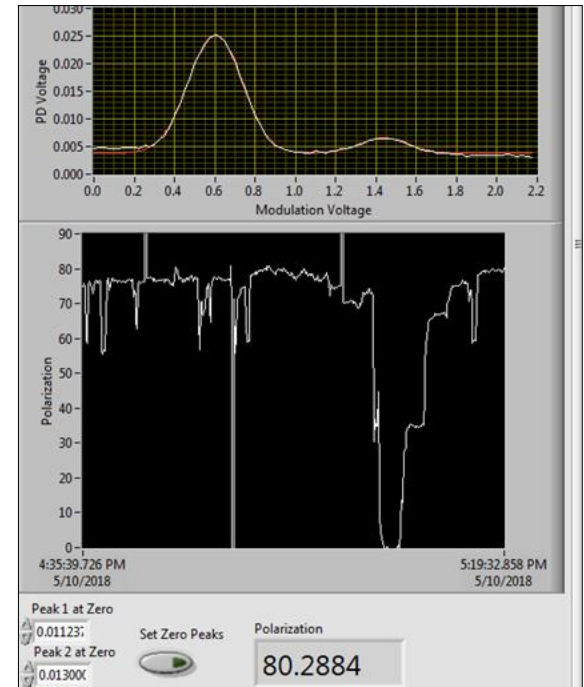 0.030
0.025
0.020
0.015
0.010
0.005
0.000
PD Voltage
0.0 0.2 0.4 0.6 0.8 1.0 1.2 1.4 1.6 1.8 2.0 2.2
Modulation Voltage
90
80
70
60
50
40
30
20
10
0
Polarization
4:35:39.726 PM 5:19:32.858 PM
5/10/2018 5/10/2018
Peak 1 at Zero
Set Zero Peaks Polarization
Peak 2 at Zero
80.2884